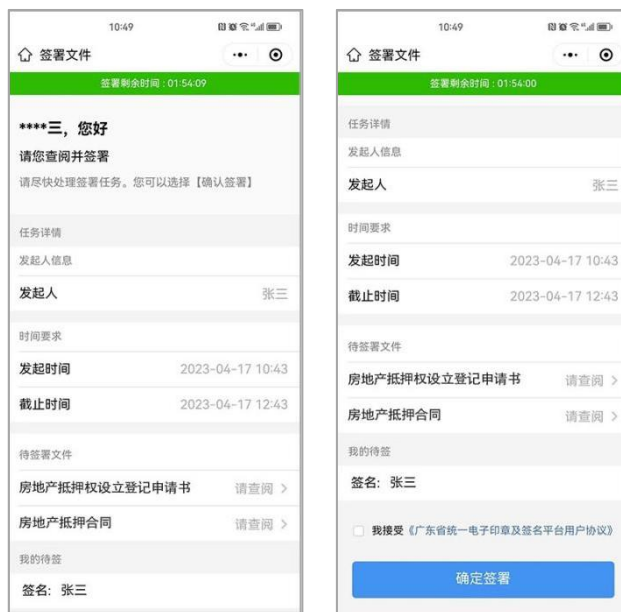 10:49
签署文件
签署剩余时间：01:54:09
****三，您好
请您查阅并签署
请尽快处理签署任务。您可以选择【确认签署】
任务详情
发起人信息
发起人 张三
时间要求
发起时间 2023-04-17 10:43
截止时间 2023-04-17 12:43
待签署文件
房地产抵押权设立登记申请书 请查阅 >
房地产抵押合同 请查阅 >
我的待签
签名：张三
10:49
签署文件
签署剩余时间：01:54:00
任务详情
发起人信息
发起人 张三
时间要求
发起时间 2023-04-17 10:43
截止时间 2023-04-17 12:43
待签署文件
房地产抵押权设立登记申请书 请查阅 >
房地产抵押合同 请查阅 >
我的待签
签名：张三
我接受《广东省统一电子印章及签名平台用户协议》
确定签署